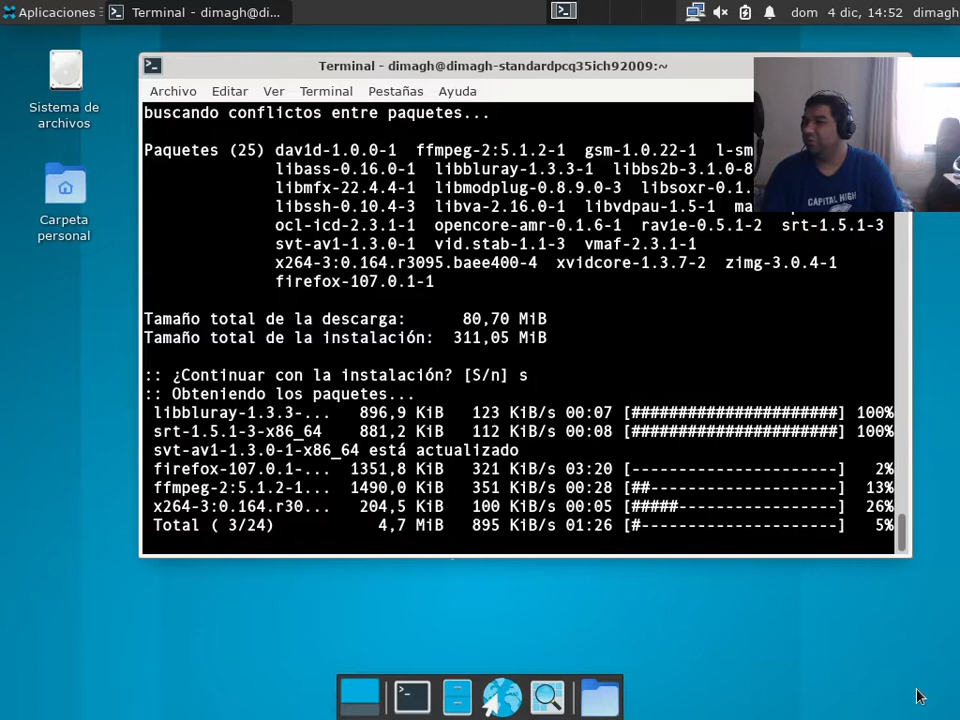 Aplicaciones
Terminal - dimagh@di...
dom 4 dic, 14:52
dimagh
Sistema de
archivos
Carpeta
personal
Terminal - dimagh@dimagh-standardpcq35ich92009:~
Archivo Editar Ver Terminal Pestañas Ayuda
buscando conflictos entre paquetes...
Paquetes (25) dav1d-1.0.0-1 ffmpeg-2:5.1.2-1 gsm-1.0.22-1 l-sm
libass-0.16.0-1 libbluray-1.3.3-1 libbs2b-3.1.0-8
libmfx-22.4.4-1 libmodplug-0.8.9.0-3 libsoxr-0.1.
libssh-0.10.4-3 libva-2.16.0-1 libvdpau-1.5-1 ma
ocl-icd-2.3.1-1 opencore-amr-0.1.6-1 rav1e-0.5.1-2 srt-1.5.1-3
svt-av1-1.3.0-1 vid.stab-1.1-3 vmaf-2.3.1-1
x264-3:0.164.r3095.baee400-4 xvidcore-1.3.7-2 zimg-3.0.4-1
firefox-107.0.1-1
Tamaño total de la descarga: 80,70 MiB
Tamaño total de la instalación: 311,05 MiB
:: ¿Continuar con la instalación? [S/n] s
:: Obteniendo los paquetes...
libbluray-1.3.3-... 896,9 KiB 123 KiB/s 00:07 [######################] 100%
srt-1.5.1-3-x86_64 881,2 KiB 112 KiB/s 00:08 [######################] 100%
svt-av1-1.3.0-1-x86_64 está actualizado
firefox-107.0.1-... 1351,8 KiB 321 KiB/s 03:20 [----------------------] 2%
ffmpeg-2:5.1.2-1... 1490,0 KiB 351 KiB/s 00:28 [##--------------------] 13%
x264-3:0.164.r30... 204,5 KiB 100 KiB/s 00:05 [#####-----------------] 26%
Total ( 3/24) 4,7 MiB 895 KiB/s 01:26 [#---------------------] 5%
CAPITAL HIGH